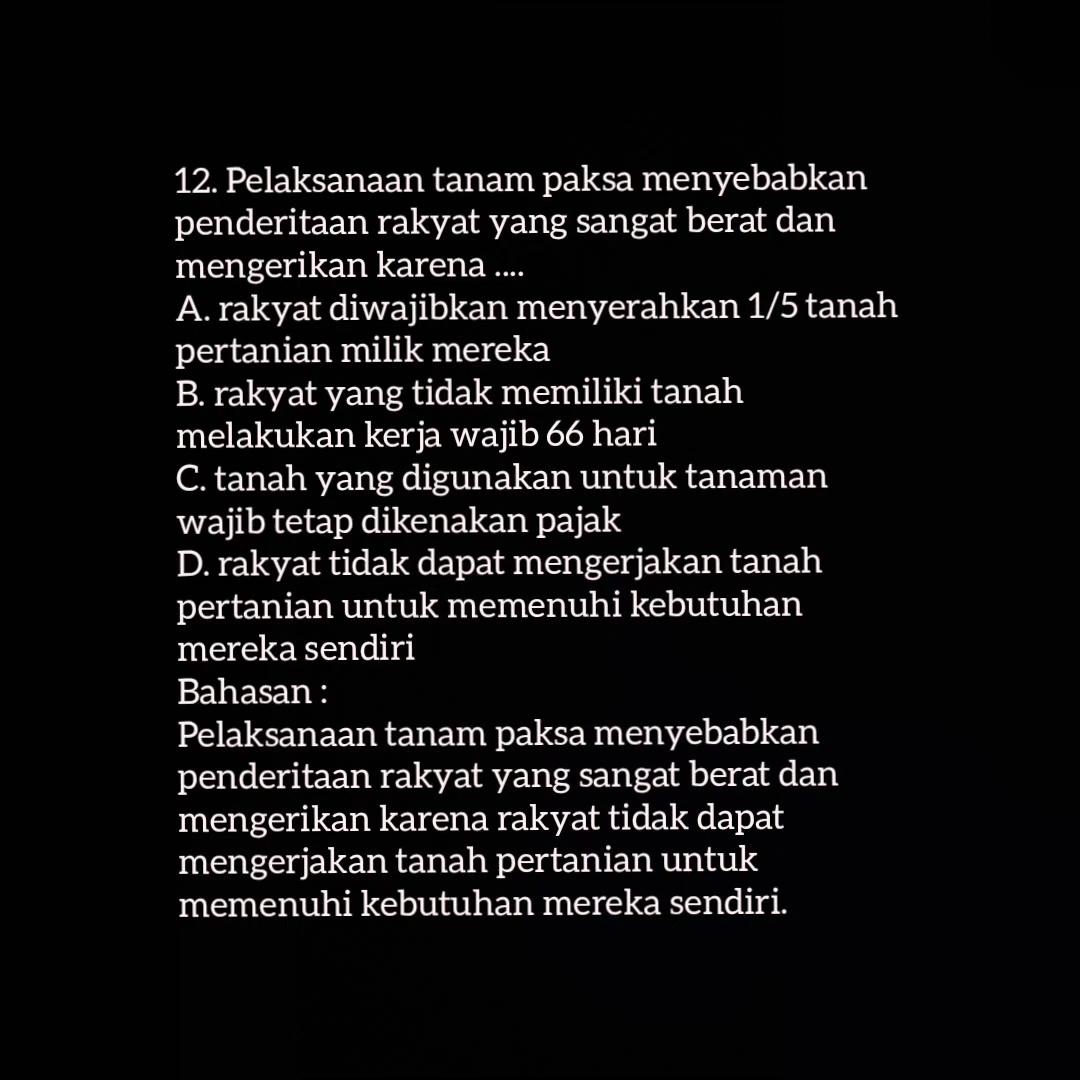 12. Pelaksanaan tanam paksa menyebabkan
penderitaan rakyat yang sangat berat dan
mengerikan karena ....
A. rakyat diwajibkan menyerahkan 1/5 tanah
pertanian milik mereka
B. rakyat yang tidak memiliki tanah
melakukan kerja wajib 66 hari
C. tanah yang digunakan untuk tanaman
wajib tetap dikenakan pajak
D. rakyat tidak dapat mengerjakan tanah
pertanian untuk memenuhi kebutuhan
mereka sendiri
Bahasan :
Pelaksanaan tanam paksa menyebabkan
penderitaan rakyat yang sangat berat dan
mengerikan karena rakyat tidak dapat
mengerjakan tanah pertanian untuk
memenuhi kebutuhan mereka sendiri.